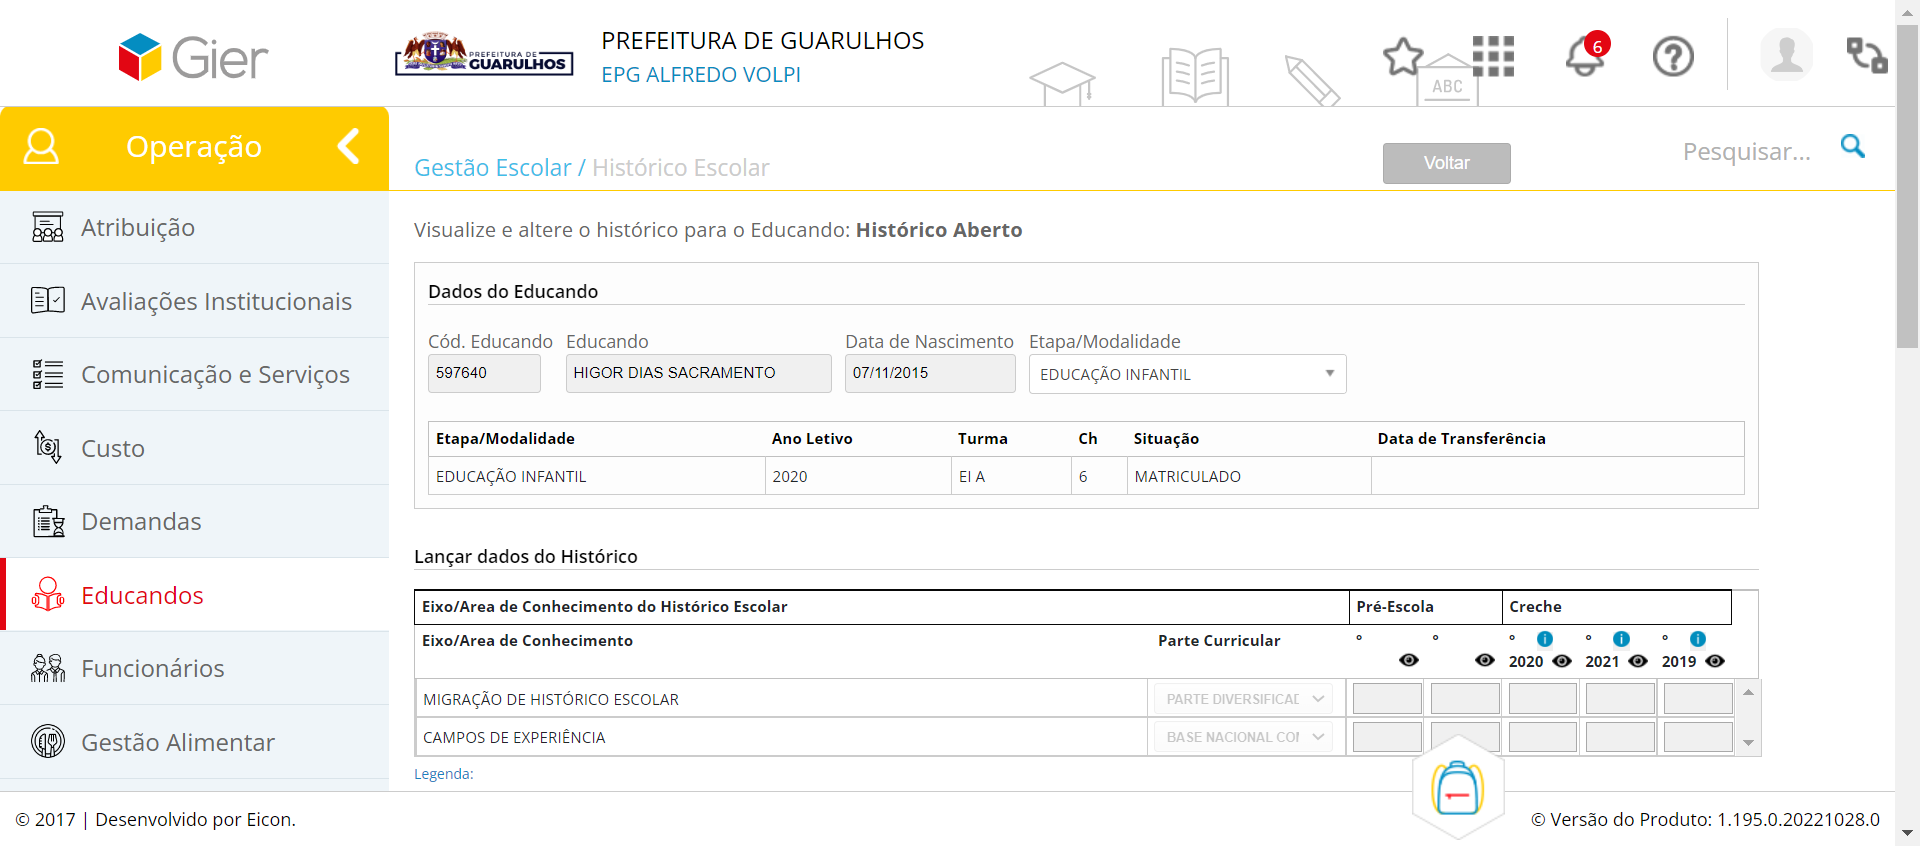 Gier
PREFEITURA DE
GUARULHOS
PREFEITURA DE GUARULHOS
EPG ALFREDO VOLPI
ABC
6
Operação
Gestão Escolar / Histórico Escolar
Voltar
Pesquisar...
Atribuição
Avaliações Institucionais
Comunicação e Serviços
Custo
Demandas
Educandos
Funcionários
Gestão Alimentar
Visualize e altere o histórico para o Educando: Histórico Aberto
Dados do Educando
Cód. Educando Educando Data de Nascimento Etapa/Modalidade
597640 HIGOR DIAS SACRAMENTO 07/11/2015 EDUCAÇÃO INFANTIL
Etapa/Modalidade Ano Letivo Turma Ch Situação Data de Transferência
EDUCAÇÃO INFANTIL 2020 EI A 6 MATRICULADO
Lançar dados do Histórico
Eixo/Area de Conhecimento do Histórico Escolar Pré-Escola Creche
Eixo/Area de Conhecimento Parte Curricular º º º º º
2020 2021 2019
MIGRAÇÃO DE HISTÓRICO ESCOLAR PARTE DIVERSIFICAD
CAMPOS DE EXPERIÊNCIA BASE NACIONAL COM
Legenda:
© 2017 | Desenvolvido por Eicon.
© Versão do Produto: 1.195.0.20221028.0